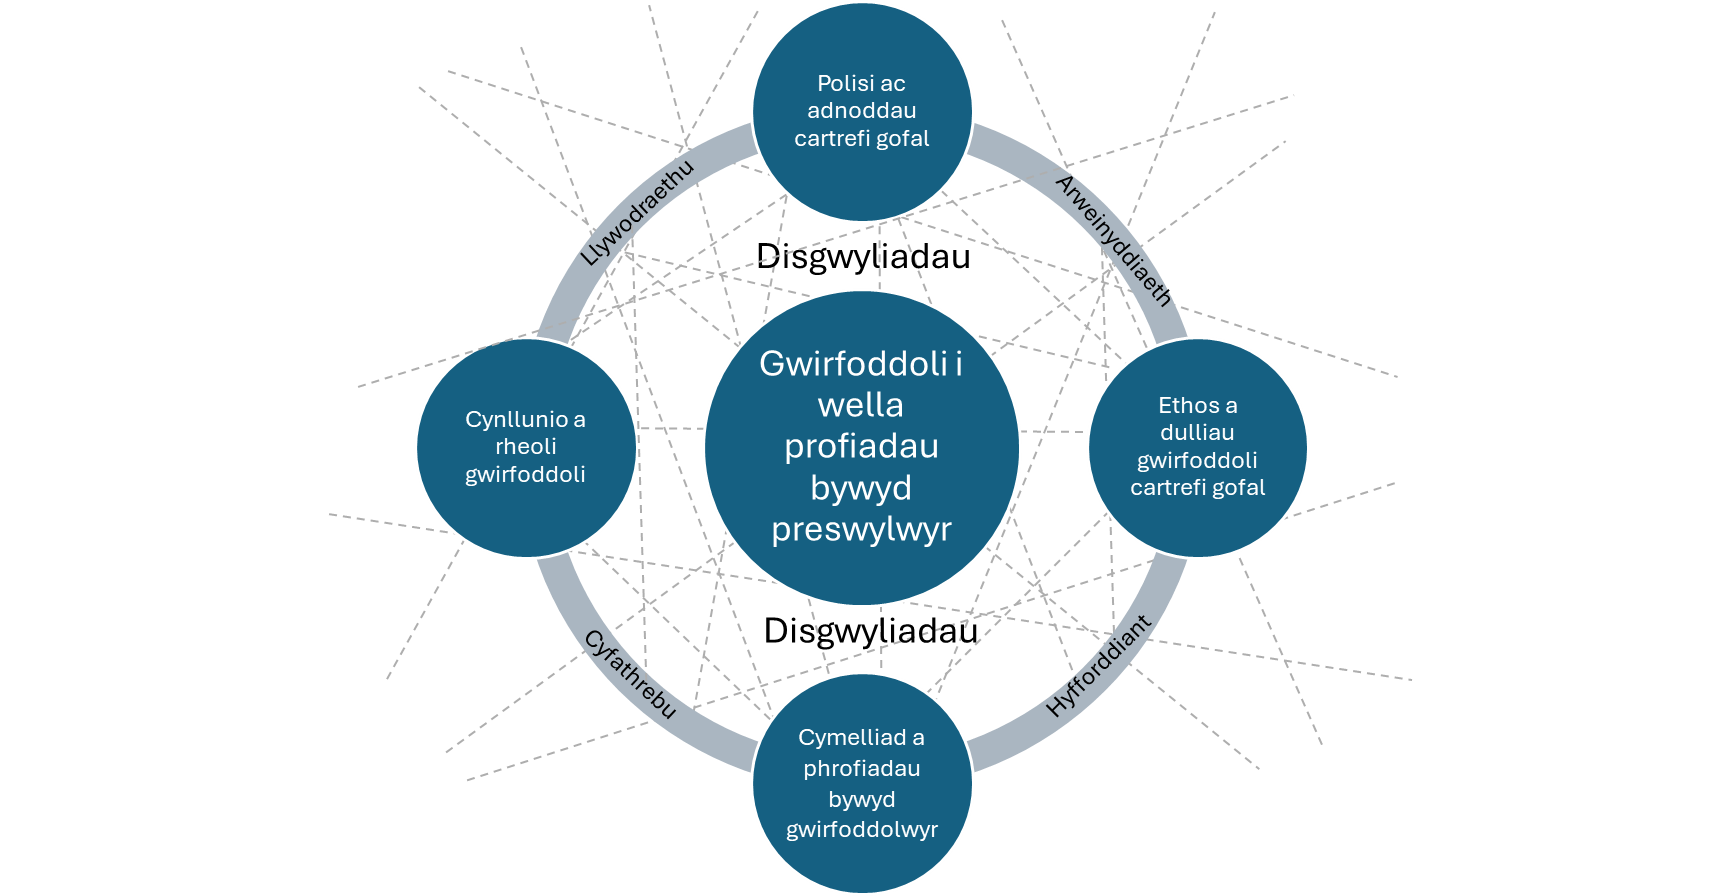 Polisi ac
adnoddau
cartrefi gofal
Llywodraethu
Arweinyddiaeth
Disgwyliadau
Gwirfoddoli i
wella
profiadau
bywyd
preswylwyr
Cynllunio a
rheoli
gwirfoddoli
Ethos a
dulliau
gwirfoddoli
cartrefi gofal
Disgwyliadau
Cyfathrebu
Hyfforddiant
Cymelliad a
phrofiadau
bywyd
gwirfoddolwyr